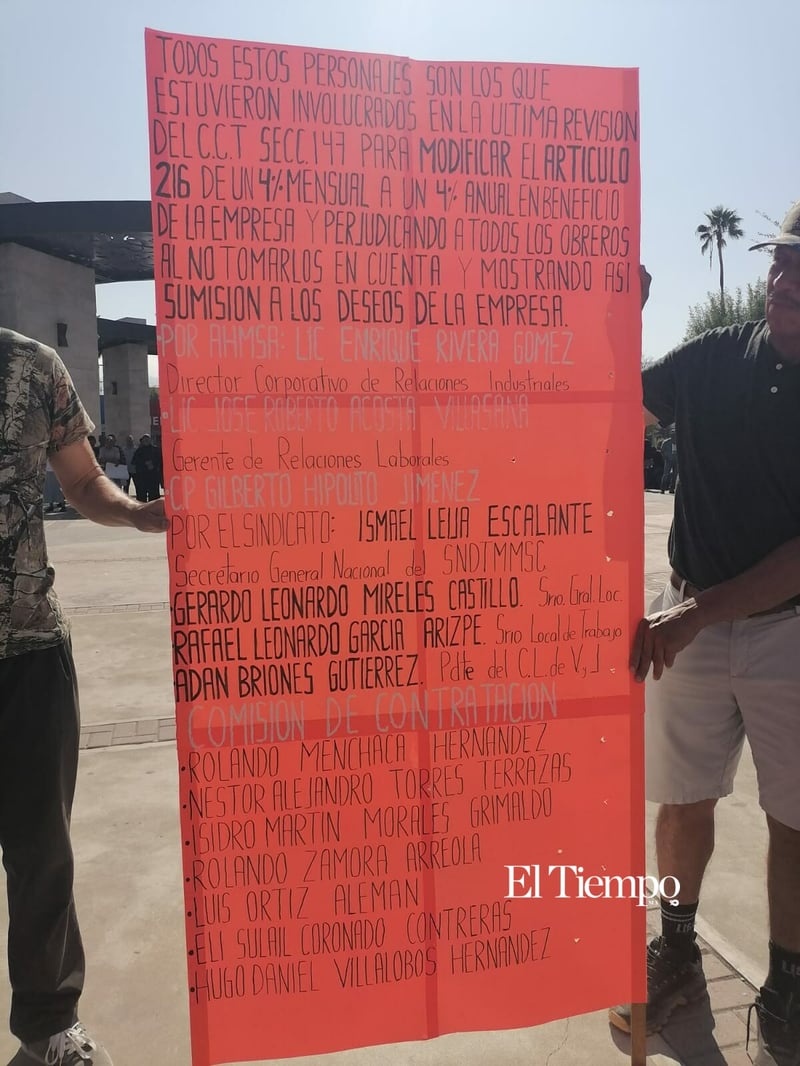 TODOS ESTOS PERSONAJES SON LOS QUE
ESTUVIERON INVOLUCRADOS EN LA ULTIMA REVISION
DEL C.C.T SECC.147 PARA MODIFICAR EL ARTICULO
216 DE UN 4% MENSUAL A UN 4% ANUAL EN BENEFICIO
DE LA EMPRESA Y PERJUDICANDO A TODOS LOS OBREROS
AL NO TOMARLOS EN CUENTA Y MOSTRANDO ASI
SUMISION A LOS DESEOS DE LA EMPRESA.
POR AHMSA: LIC ENRIQUE RIVERA GOMEZ
Director Corporativo de Relaciones Industriales
·LIC JOSE ROBERTO ACOSTA VILLASANA
Gerente de Relaciones Laborales
·CP GILBERTO HIPOLITO JIMENEZ
POR EL SINDICATO: ISMAEL LEIJA ESCALANTE
Secretario General Nacional del SNDTMMSC
·GERARDO LEONARDO MIRELES CASTILLO. Srio. Gral. Loc.
·RAFAEL LEONARDO GARCIA ARIZPE. Srio Local de Trabajo
·ADAN BRIONES GUTIERREZ. Pdte del C.L. de V.y J
COMISION DE CONTRATACION
·ROLANDO MENCHACA HERNANDEZ
·NESTOR ALEJANDRO TORRES TERRAZAS
·ISIDRO MARTIN MORALES GRIMALDO
·ROLANDO ZAMORA ARREOLA
·LUIS ORTIZ ALEMAN
·ELI SULAIL CORONADO CONTRERAS
·HUGO DANIEL VILLALOBOS HERNANDEZ
El Tiempo